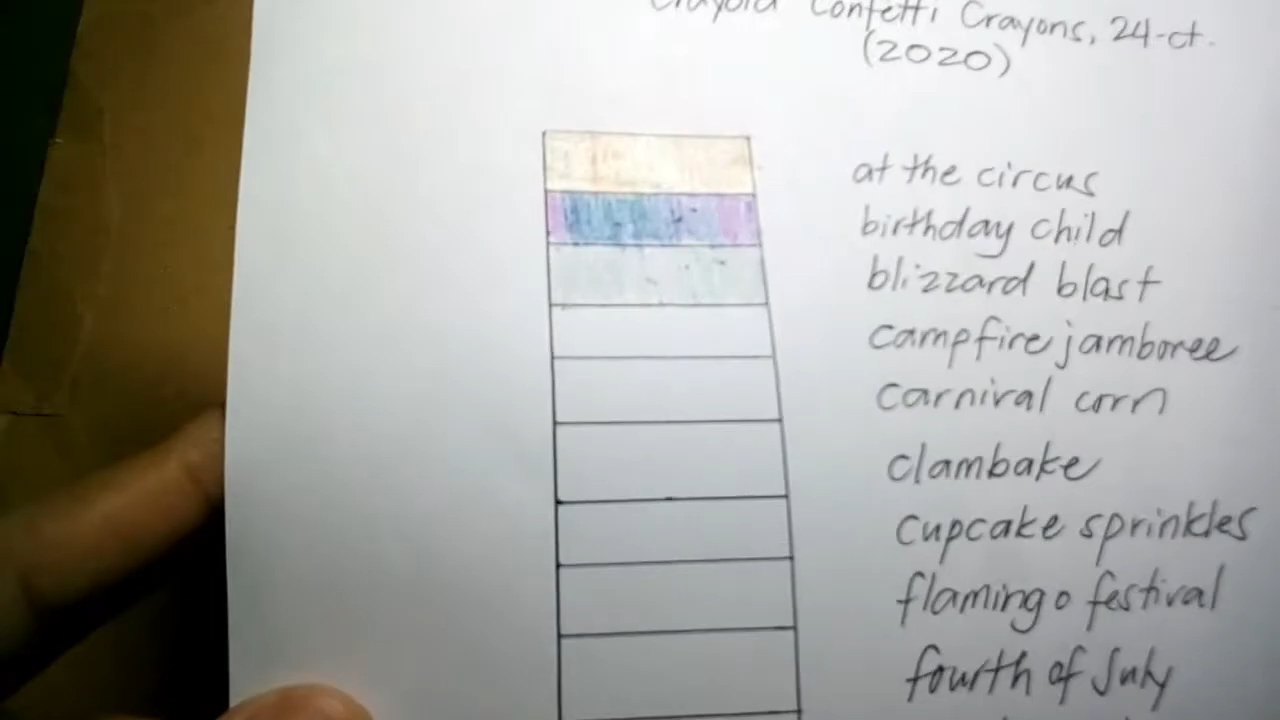 Crayola Confetti Crayons, 24-ct.
(2020)
at the circus
birthday child
blizzard blast
campfire jamboree
carnival corn
clambake
cupcake sprinkles
flamingo festival
fourth of July